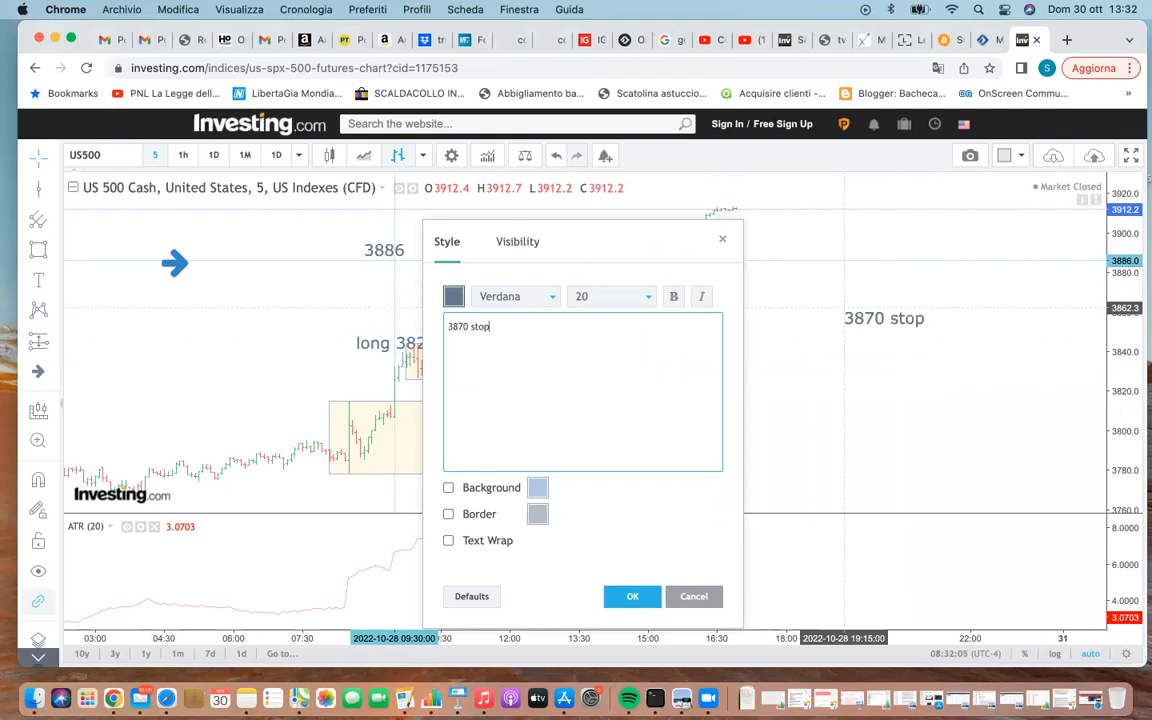 Chrome Archivio Modifica Visualizza Cronologia Preferiti Profili Scheda Finestra Guida Dom 30 ott 13:32
investing.com/indices/us-spx-500-futures-chart?cid=1175153 Aggiorna
Bookmarks PNL La Legge dell... LibertaGia Mondia... SCALDACOLLO IN... Abbigliamento ba... Scatolina astuccio... Acquisire clienti -... Blogger: Bacheca... OnScreen Commu... »
Investing.com Search the website... Sign In / Free Sign Up
US500 5 1h 1D 1M 1D
US 500 Cash, United States, 5, US Indexes (CFD) O3912.4 H3912.7 L3912.2 C3912.2 Market Closed
3920.0
3912.2
3900.0
3886.0
3880.0
3862.3
3840.0
3820.0
3800.0
3780.0
3760.0
3886
long 382
3870 stop
Style Visibility
Verdana 20 B I
3870 stop
Background
Border
Text Wrap
Defaults OK Cancel
Investing.com
ATR (20) 3.0703
8.0000
6.0000
4.0000
3.0703
03:00 04:30 06:00 07:30 2022-10-28 09:30:00 :30 12:00 13:30 15:00 16:30 18:00 2022-10-28 19:15:00 22:00 31
10y 3y 1y 1m 7d 1d Go to... 08:32:05 (UTC-4) % log auto